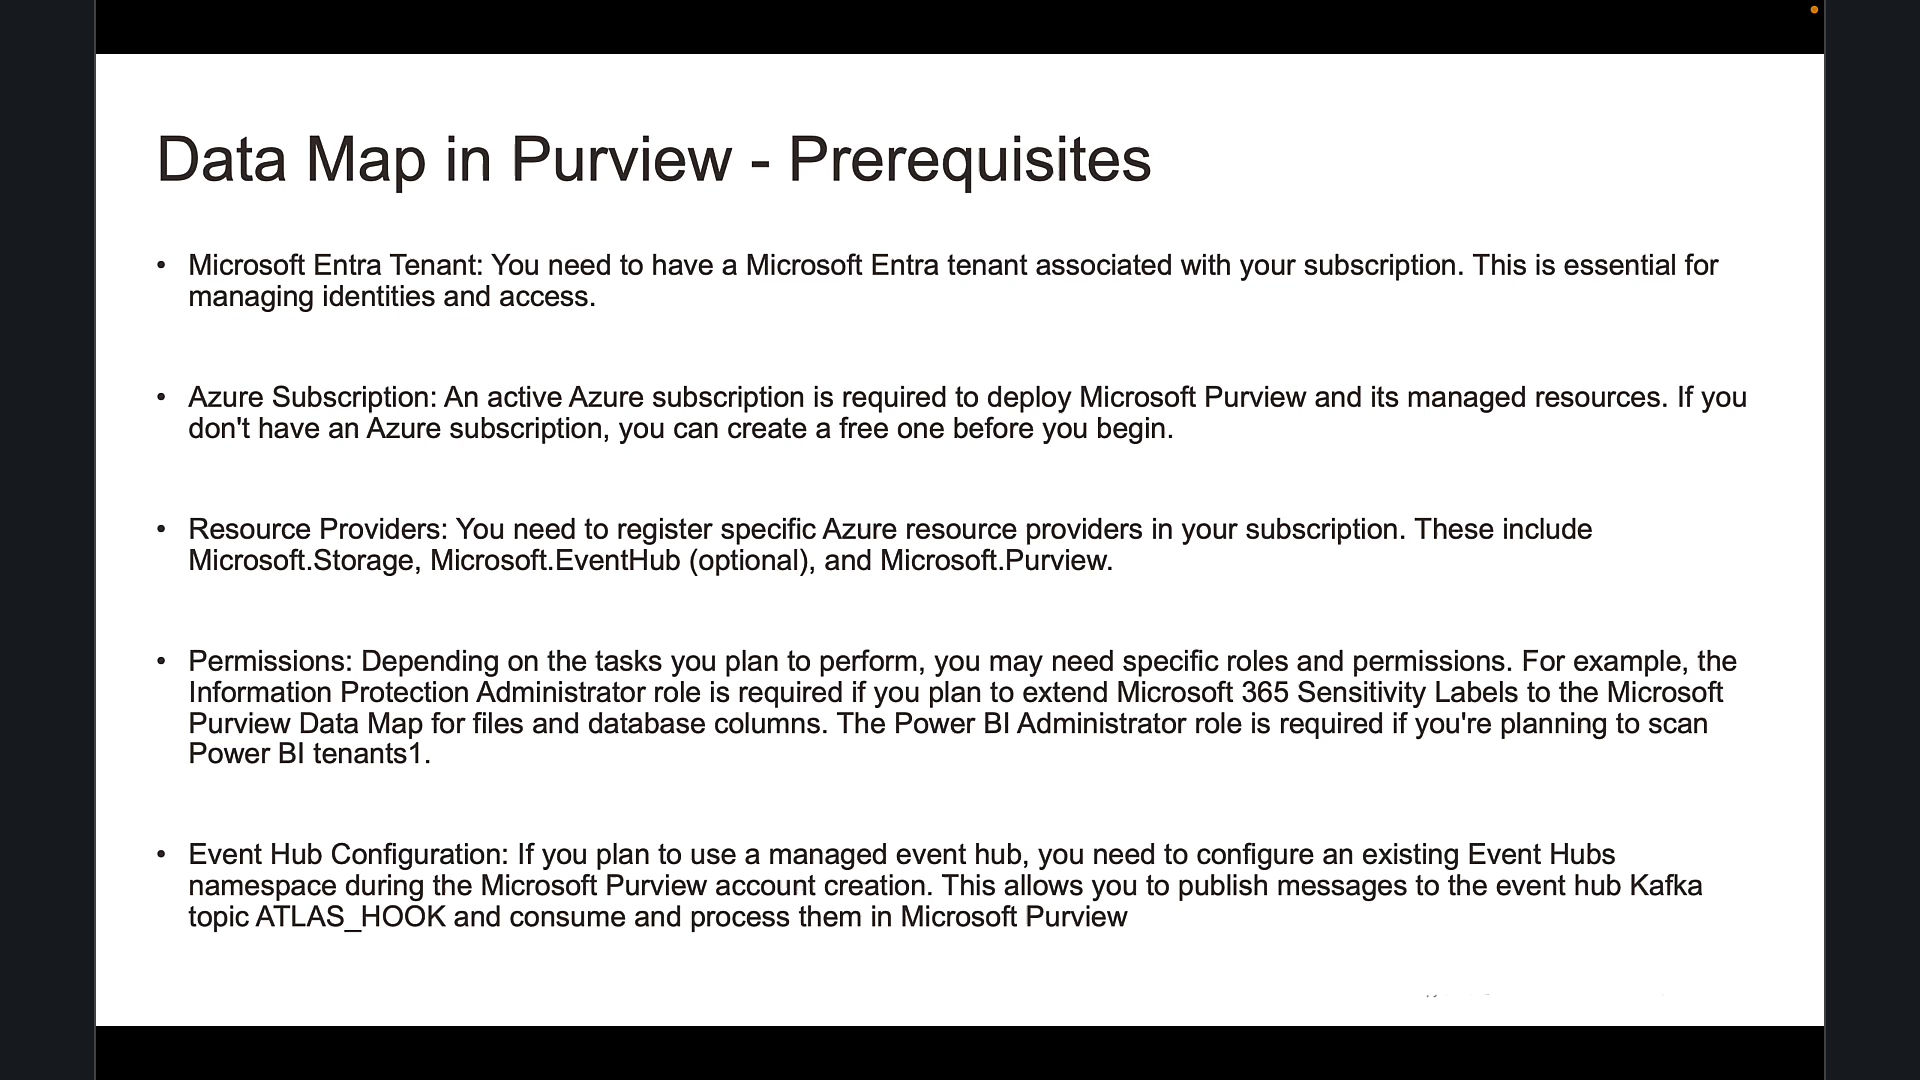 Data Map in Purview - Prerequisites
• Microsoft Entra Tenant: You need to have a Microsoft Entra tenant associated with your subscription. This is essential for
managing identities and access.
• Azure Subscription: An active Azure subscription is required to deploy Microsoft Purview and its managed resources. If you
don't have an Azure subscription, you can create a free one before you begin.
• Resource Providers: You need to register specific Azure resource providers in your subscription. These include
Microsoft.Storage, Microsoft.EventHub (optional), and Microsoft.Purview.
• Permissions: Depending on the tasks you plan to perform, you may need specific roles and permissions. For example, the
Information Protection Administrator role is required if you plan to extend Microsoft 365 Sensitivity Labels to the Microsoft
Purview Data Map for files and database columns. The Power BI Administrator role is required if you're planning to scan
Power BI tenants1.
• Event Hub Configuration: If you plan to use a managed event hub, you need to configure an existing Event Hubs
namespace during the Microsoft Purview account creation. This allows you to publish messages to the event hub Kafka
topic ATLAS_HOOK and consume and process them in Microsoft Purview